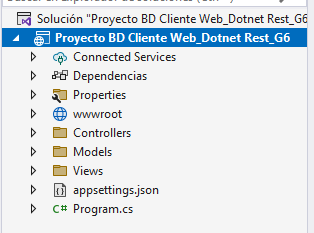 Solución "Proyecto BD Cliente Web_Dotnet Rest_G6
Proyecto BD Cliente Web_Dotnet Rest_G6
Connected Services
Dependencias
Properties
wwwroot
Controllers
Models
Views
appsettings.json
C# Program.cs